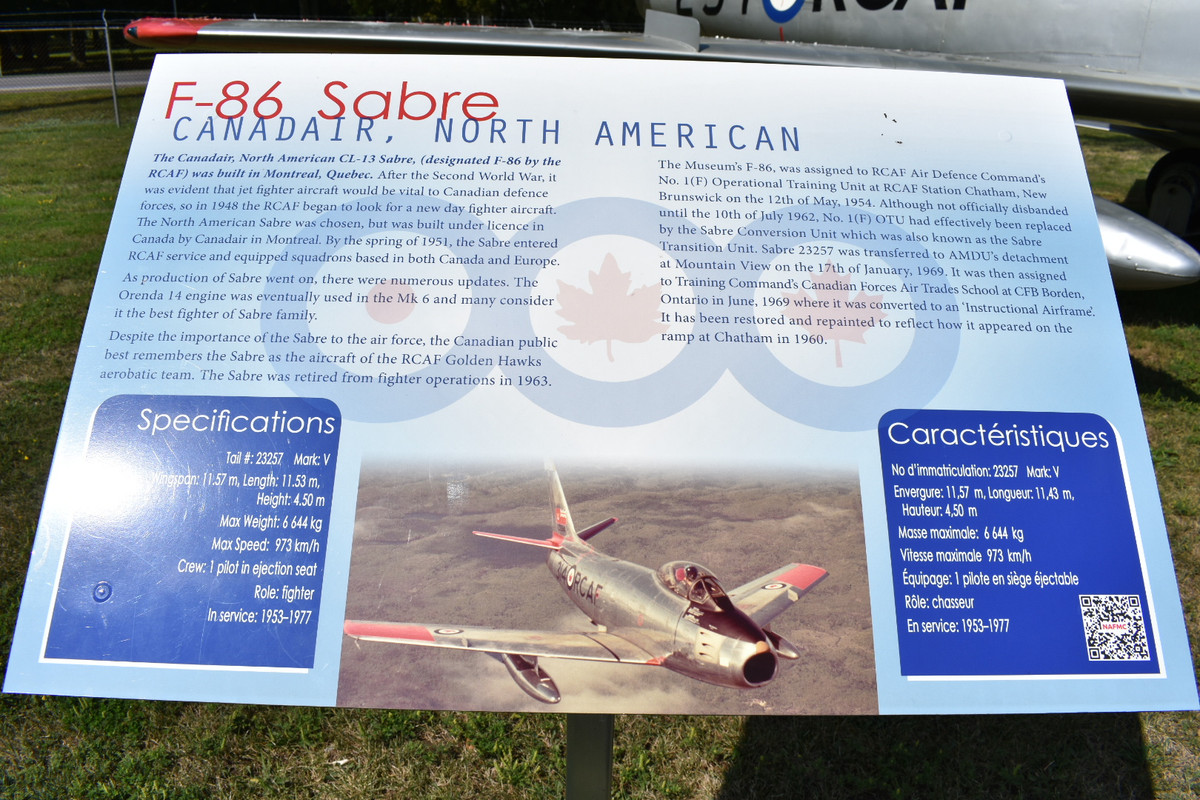 F-86 Sabre
CANADAIR, NORTH AMERICAN
The Canadair, North American CL-13 Sabre, (designated F-86 by the
RCAF) was built in Montreal, Quebec. After the Second World War, it
was evident that jet fighter aircraft would be vital to Canadian defence
forces, so in 1948 the RCAF began to look for a new day fighter aircraft.
The North American Sabre was chosen, but was built under licence in
Canada by Canadair in Montreal. By the spring of 1951, the Sabre entered
RCAF service and equipped squadrons based in both Canada and Europe.
As production of Sabre went on, there were numerous updates. The
Orenda 14 engine was eventually used in the Mk 6 and many consider
it the best fighter of Sabre family.
Despite the importance of the Sabre to the air force, the Canadian public
best remembers the Sabre as the aircraft of the RCAF Golden Hawks
aerobatic team. The Sabre was retired from fighter operations in 1963.
The Museum's F-86, was assigned to RCAF Air Defence Command's
No. 1(F) Operational Training Unit at RCAF Station Chatham, New
Brunswick on the 12th of May, 1954. Although not officially disbanded
until the 10th of July 1962, No. 1(F) OTU had effectively been replaced
by the Sabre Conversion Unit which was also known as the Sabre
Transition Unit. Sabre 23257 was transferred to AMDU's detachment
at Mountain View on the 17th of January, 1969. It was then assigned
to Training Command's Canadian Forces Air Trades School at CFB Borden,
Ontario in June, 1969 where it was converted to an 'Instructional Airframe'.
It has been restored and repainted to reflect how it appeared on the
ramp at Chatham in 1960.
Specifications
Tail #: 23257 Mark: V
Wingspan: 11.57 m, Length: 11.53 m,
Height: 4.50 m
Max Weight: 6 644 kg
Max Speed: 973 km/h
Crew: 1 pilot in ejection seat
Role: fighter
In service: 1953–1977
RCAF
Caractéristiques
No d'immatriculation: 23257 Mark: V
Envergure: 11,57 m, Longueur: 11,43 m,
Hauteur: 4,50 m
Masse maximale: 6 644 kg
Vitesse maximale 973 km/h
Équipage: 1 pilote en siège éjectable
Rôle: chasseur
En service: 1953–1977
NAFMC